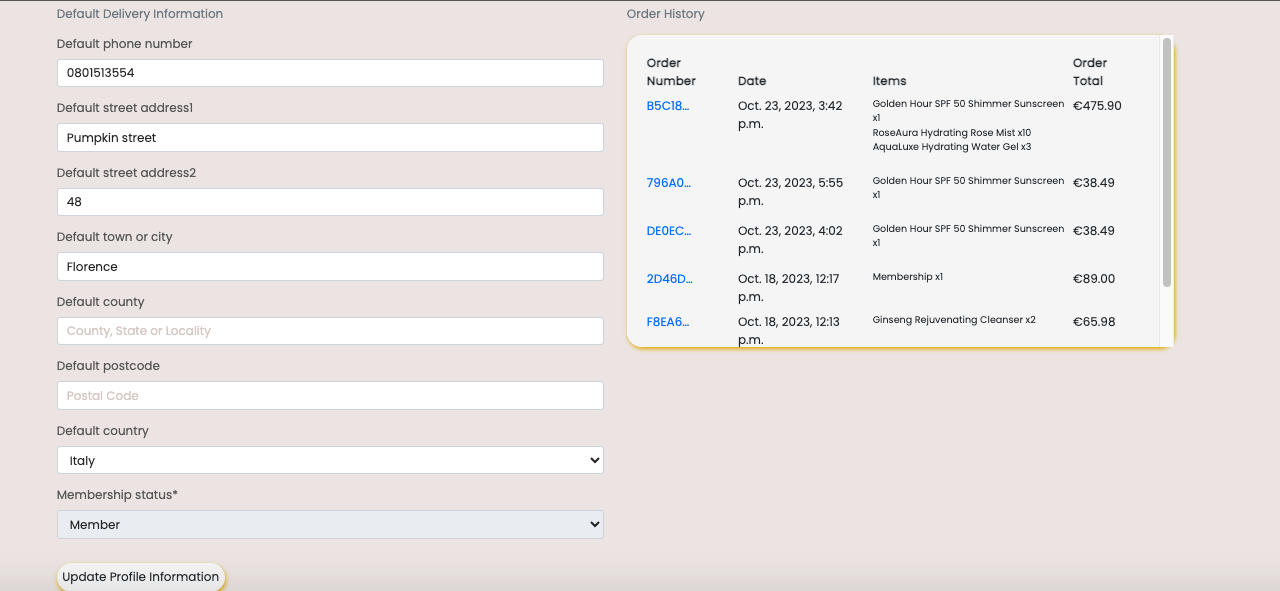 Default Delivery Information
Default phone number
0801513554
Default street address1
Pumpkin street
Default street address2
48
Default town or city
Florence
Default county
County, State or Locality
Default postcode
Postal Code
Default country
Italy
Membership status*
Member
Update Profile Information
Order History
Order Number Date Items Order Total
B5C18... Oct. 23, 2023, 3:42 p.m. Golden Hour SPF 50 Shimmer Sunscreen x1 €475.90
RoseAura Hydrating Rose Mist x10
AquaLuxe Hydrating Water Gel x3
796A0... Oct. 23, 2023, 5:55 p.m. Golden Hour SPF 50 Shimmer Sunscreen x1 €38.49
DE0EC... Oct. 23, 2023, 4:02 p.m. Golden Hour SPF 50 Shimmer Sunscreen x1 €38.49
2D46D... Oct. 18, 2023, 12:17 p.m. Membership x1 €89.00
F8EA6... Oct. 18, 2023, 12:13 p.m. Ginseng Rejuvenating Cleanser x2 €65.98